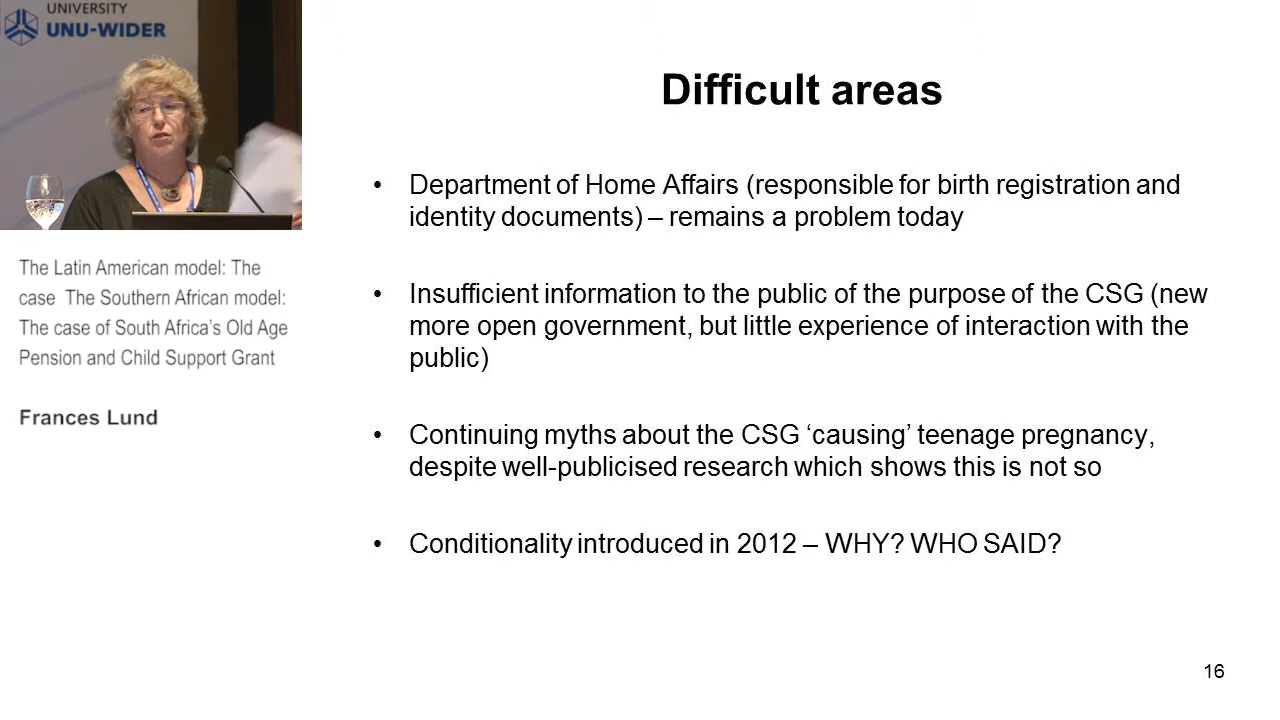 UNIVERSITY
UNU-WIDER
The Latin American model: The
case  The Southern African model:
The case of South Africa's Old Age
Pension and Child Support Grant
Frances Lund
Difficult areas
• Department of Home Affairs (responsible for birth registration and
identity documents) – remains a problem today
• Insufficient information to the public of the purpose of the CSG (new
more open government, but little experience of interaction with the
public)
• Continuing myths about the CSG ‘causing’ teenage pregnancy,
despite well-publicised research which shows this is not so
• Conditionality introduced in 2012 – WHY? WHO SAID?
16